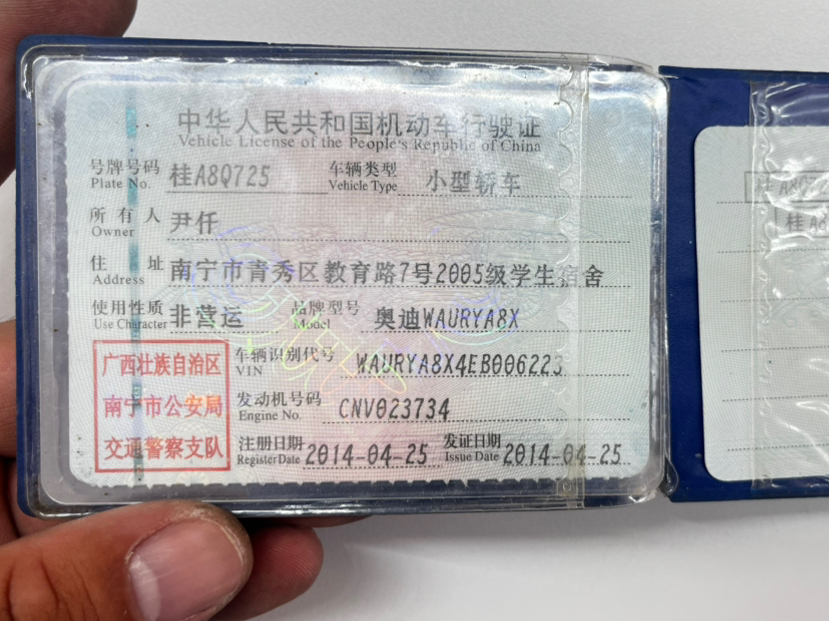 中华人民共和国机动车行驶证
Vehicle License of the People's Republic of China
号牌号码 桂A8Q725 车辆类型 小型轿车
Plate No. Vehicle Type
所有人 尹仟
Owner
住址 南宁市青秀区教育路7号2005级学生宿舍
Address
使用性质 非营运 品牌型号 奥迪WAURYA8X
Use Character Model
广西壮族自治区
南宁市公安局
交通警察支队
车辆识别代号 WAURYA8X4EB006223
VIN
发动机号码 CNV023734
Engine No.
注册日期 2014-04-25 发证日期 2014-04-25
Register Date Issue Date
桂A8Q72
桂A8